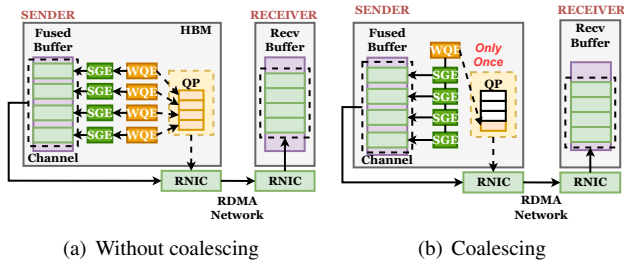 SENDER
HBM
RECEIVER
Fused
Buffer
Recv
Buffer
SGE
WQE
SGE
WQE
SGE
WQE
SGE
WQE
QP
Channel
RNIC
RNIC
RDMA
Network
(a) Without coalescing
SENDER
RECEIVER
Fused
Buffer
HBM
Recv
Buffer
WQE
Only
Once
SGE
SGE
SGE
SGE
QP
Channel
RNIC
RNIC
RDMA
Network
(b) Coalescing